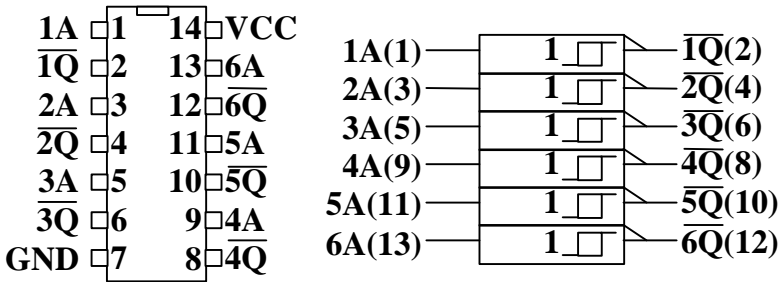 1A 1 14 VCC
1Q̅ 2 13 6A
2A 3 12 6Q̅
2Q̅ 4 11 5A
3A 5 10 5Q̅
3Q̅ 6 9 4A
GND 7 8 4Q̅
1A(1) 1 1Q̅(2)
2A(3) 1 2Q̅(4)
3A(5) 1 3Q̅(6)
4A(9) 1 4Q̅(8)
5A(11) 1 5Q̅(10)
6A(13) 1 6Q̅(12)